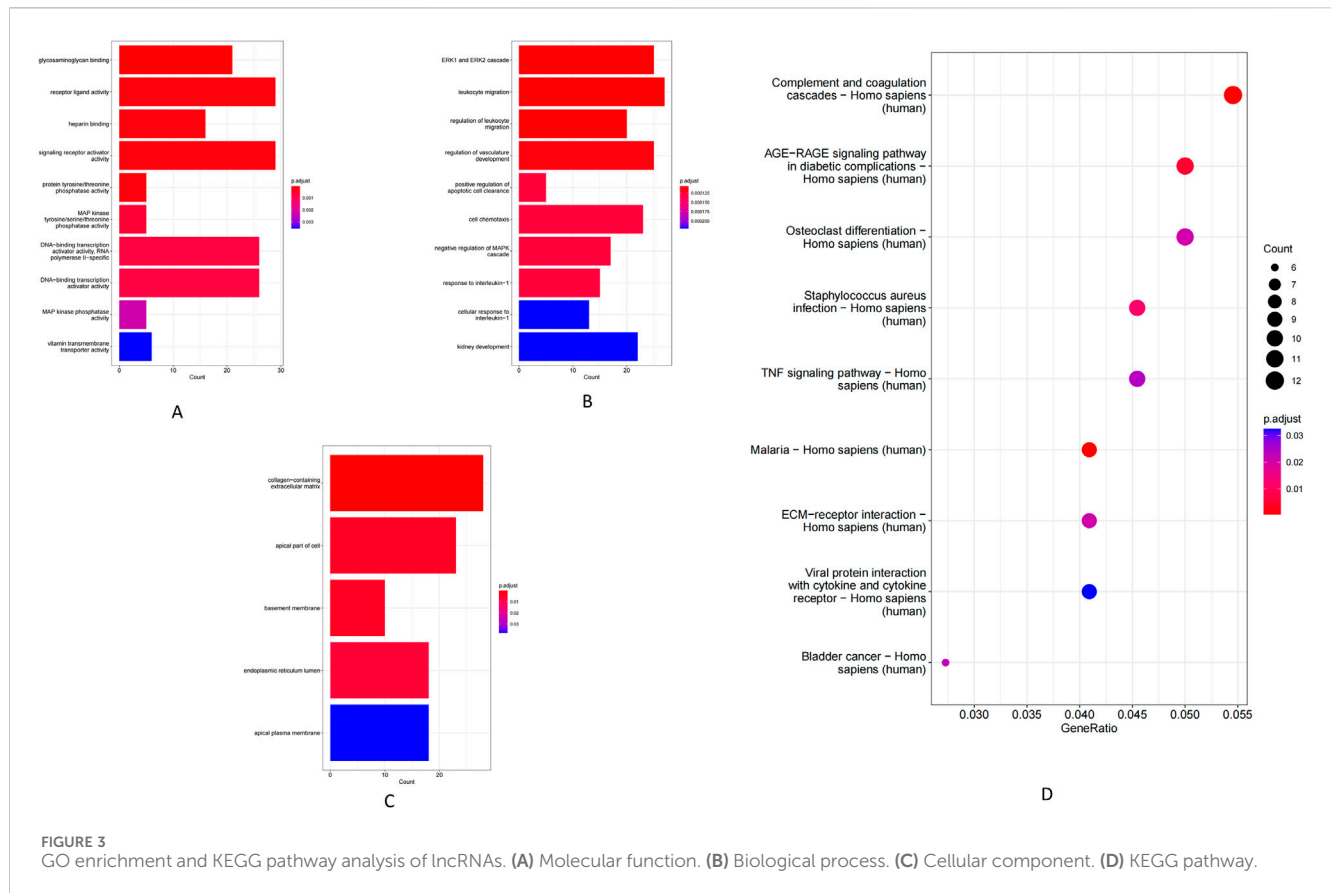 glycosaminoglycan binding
receptor ligand activity
heparin binding
signaling receptor activator
activity
protein tyrosine/threonine
phosphatase activity
MAP kinase
tyrosine/serine/threonine
phosphatase activity
DNA−binding transcription
activator activity, RNA
polymerase II−specific
DNA−binding transcription
activator activity
MAP kinase phosphatase
activity
vitamin transmembrane
transporter activity
0 10 20 30
Count
p.adjust
0.001
0.002
0.003
A
ERK1 and ERK2 cascade
leukocyte migration
regulation of leukocyte
migration
regulation of vasculature
development
positive regulation of
apoptotic cell clearance
cell chemotaxis
negative regulation of MAPK
cascade
response to interleukin−1
cellular response to
interleukin−1
kidney development
0 10 20
Count
p.adjust
0.000125
0.000150
0.000175
0.000200
B
collagen−containing
extracellular matrix
apical part of cell
basement membrane
endoplasmic reticulum lumen
apical plasma membrane
0 10 20
Count
p.adjust
0.01
0.02
0.03
C
Complement and coagulation
cascades − Homo sapiens
(human)
AGE−RAGE signaling pathway
in diabetic complications −
Homo sapiens (human)
Osteoclast differentiation −
Homo sapiens (human)
Staphylococcus aureus
infection − Homo sapiens
(human)
TNF signaling pathway − Homo
sapiens (human)
Malaria − Homo sapiens (human)
ECM−receptor interaction −
Homo sapiens (human)
Viral protein interaction
with cytokine and cytokine
receptor − Homo sapiens
(human)
Bladder cancer − Homo
sapiens (human)
0.030 0.035 0.040 0.045 0.050 0.055
GeneRatio
Count
6
7
8
9
10
11
12
p.adjust
0.03
0.02
0.01
D
FIGURE 3
GO enrichment and KEGG pathway analysis of lncRNAs. (A) Molecular function. (B) Biological process. (C) Cellular component. (D) KEGG pathway.